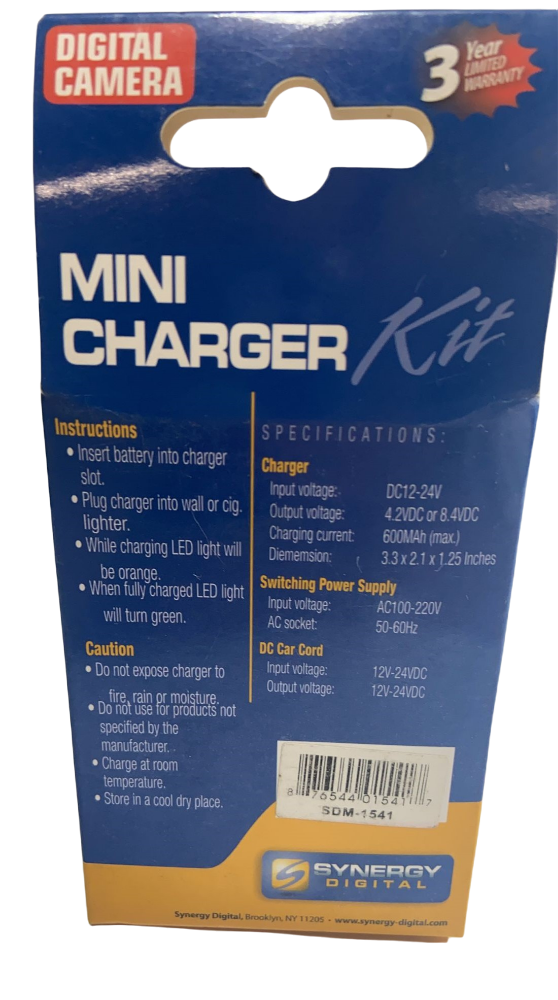 DIGITAL
CAMERA
3 Year
LIMITED
WARRANTY
MINI
CHARGER Kit
Instructions
• Insert battery into charger
slot.
• Plug charger into wall or cig.
lighter.
• While charging LED light will
be orange.
• When fully charged LED light
will turn green.
Caution
• Do not expose charger to
fire, rain or moisture.
• Do not use for products not
specified by the
manufacturer.
• Charge at room
temperature.
• Store in a cool dry place.
SPECIFICATIONS:
Charger
Input voltage: DC12-24V
Output voltage: 4.2VDC or 8.4VDC
Charging current: 600MAh (max.)
Diememsion: 3.3 x 2.1 x 1.25 Inches
Switching Power Supply
Input voltage: AC100-220V
AC socket: 50-60Hz
DC Car Cord
Input voltage: 12V-24VDC
Output voltage: 12V-24VDC
8 76544 01541 7
SDM-1541
SYNERGY
DIGITAL
Synergy Digital, Brooklyn, NY 11205 • www.synergy-digital.com